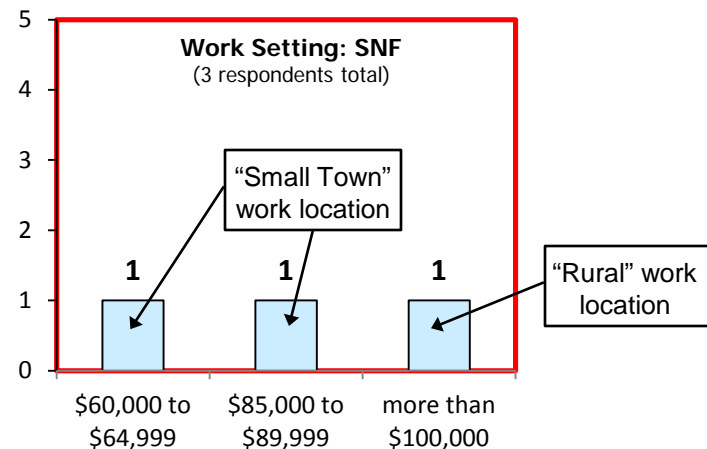 5
Work Setting: SNF
(3 respondents total)
4
3
“Small Town”
work location
2
1
1
1
“Rural” work
location
1
0
$60,000 to
$64,999
$85,000 to
$89,999
more than
$100,000